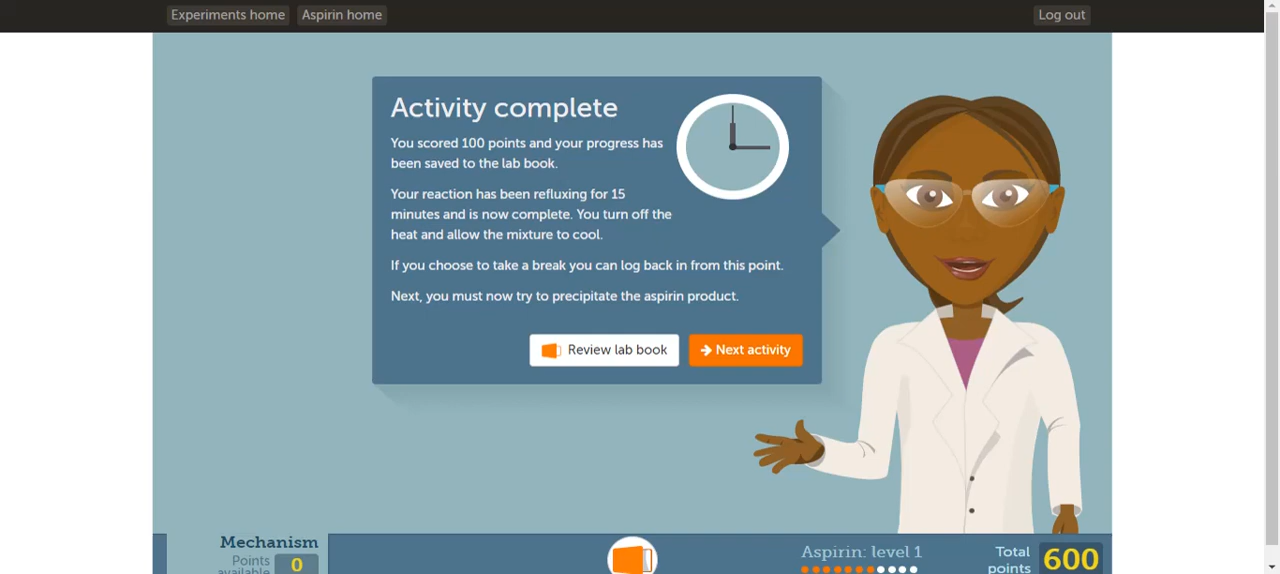 Experiments home Aspirin home Log out
Activity complete
You scored 100 points and your progress has
been saved to the lab book.
Your reaction has been refluxing for 15
minutes and is now complete. You turn off the
heat and allow the mixture to cool.
If you choose to take a break you can log back in from this point.
Next, you must now try to precipitate the aspirin product.
Review lab book Next activity
Mechanism
Points
available
0
Aspirin: level 1
Total
points
600